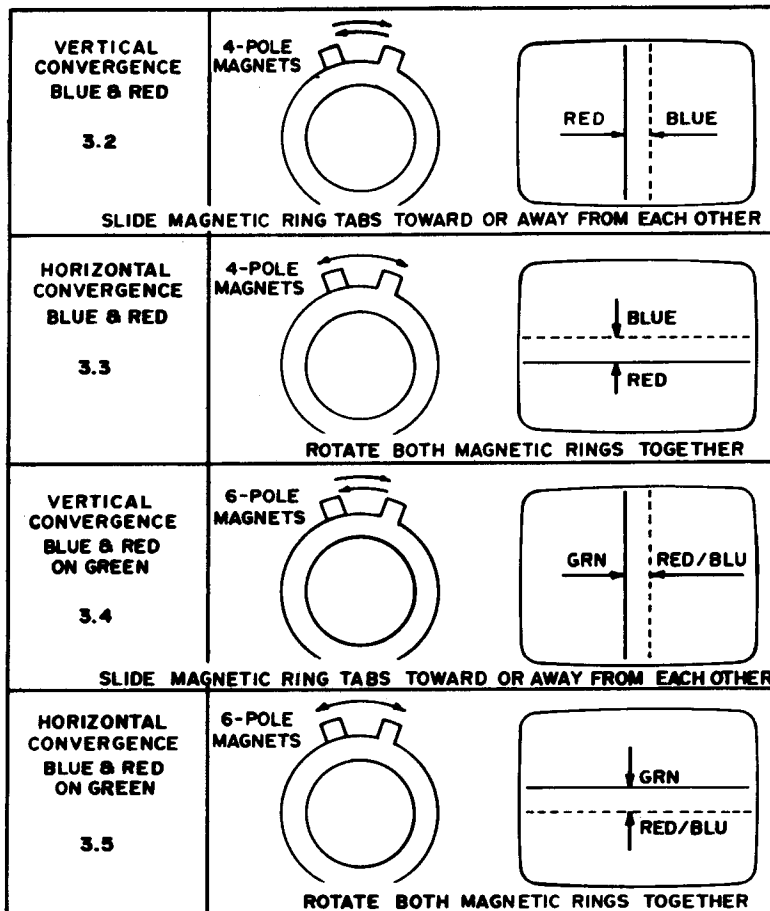 VERTICAL
CONVERGENCE
BLUE & RED
3.2
4-POLE
MAGNETS
RED
BLUE
SLIDE MAGNETIC RING TABS TOWARD OR AWAY FROM EACH OTHER
HORIZONTAL
CONVERGENCE
BLUE & RED
3.3
4-POLE
MAGNETS
BLUE
RED
ROTATE BOTH MAGNETIC RINGS TOGETHER
VERTICAL
CONVERGENCE
BLUE & RED
ON GREEN
3.4
6-POLE
MAGNETS
GRN
RED/BLU
SLIDE MAGNETIC RING TABS TOWARD OR AWAY FROM EACH OTHER
HORIZONTAL
CONVERGENCE
BLUE & RED
ON GREEN
3.5
6-POLE
MAGNETS
GRN
RED/BLU
ROTATE BOTH MAGNETIC RINGS TOGETHER